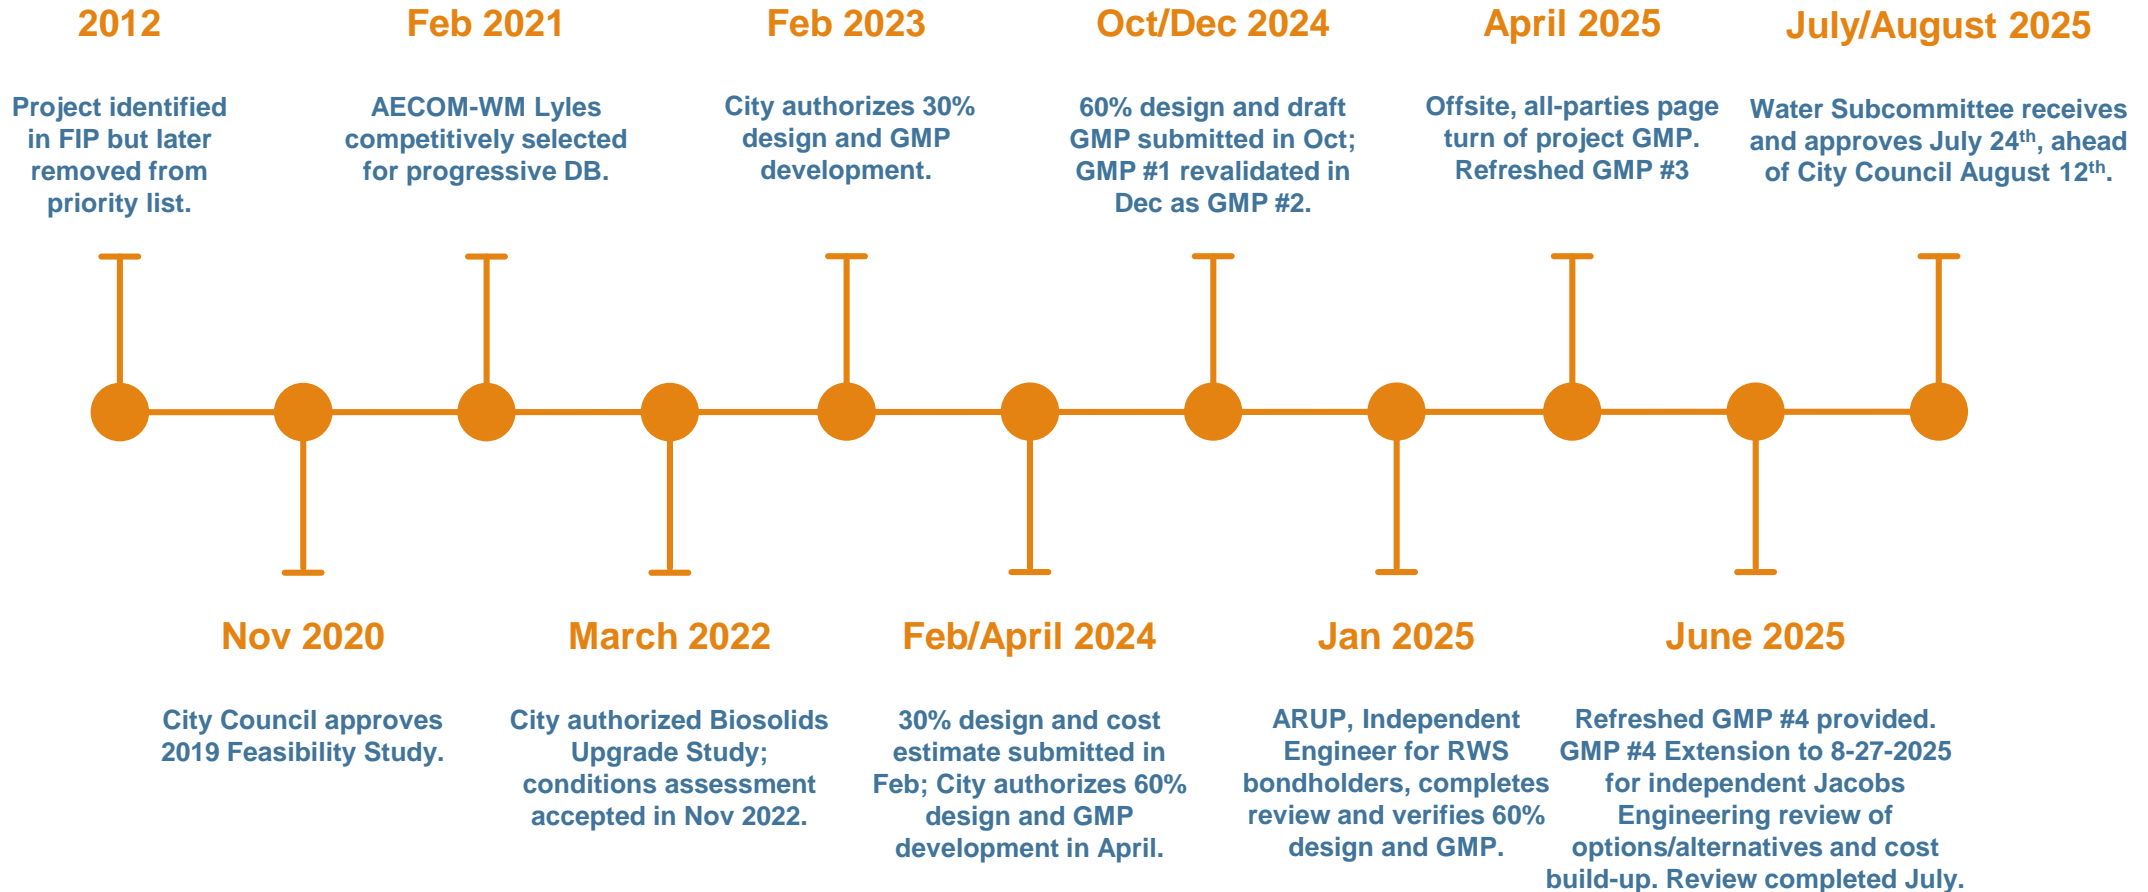 2012
Project identified
in FIP but later
removed from
priority list.
Feb 2021
AECOM-WM Lyles
competitively selected
for progressive DB.
Feb 2023
City authorizes 30%
design and GMP
development.
Oct/Dec 2024
60% design and draft
GMP submitted in Oct;
GMP #1 revalidated in
Dec as GMP #2.
April 2025
Offsite, all-parties page
turn of project GMP.
Refreshed GMP #3
July/August 2025
Water Subcommittee receives
and approves July 24th, ahead
of City Council August 12th.
Nov 2020
City Council approves
2019 Feasibility Study.
March 2022
City authorized Biosolids
Upgrade Study;
conditions assessment
accepted in Nov 2022.
Feb/April 2024
30% design and cost
estimate submitted in
Feb; City authorizes 60%
design and GMP
development in April.
Jan 2025
ARUP, Independent
Engineer for RWS
bondholders, completes
review and verifies 60%
design and GMP.
June 2025
Refreshed GMP #4 provided.
GMP #4 Extension to 8-27-2025
for independent Jacobs
Engineering review of
options/alternatives and cost
build-up. Review completed July.